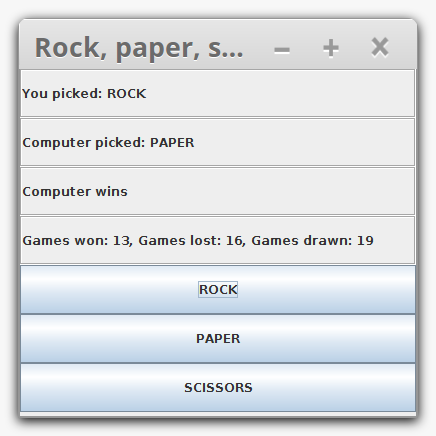 Rock, paper, s...
You picked: ROCK
Computer picked: PAPER
Computer wins
Games won: 13, Games lost: 16, Games drawn: 19
ROCK
PAPER
SCISSORS